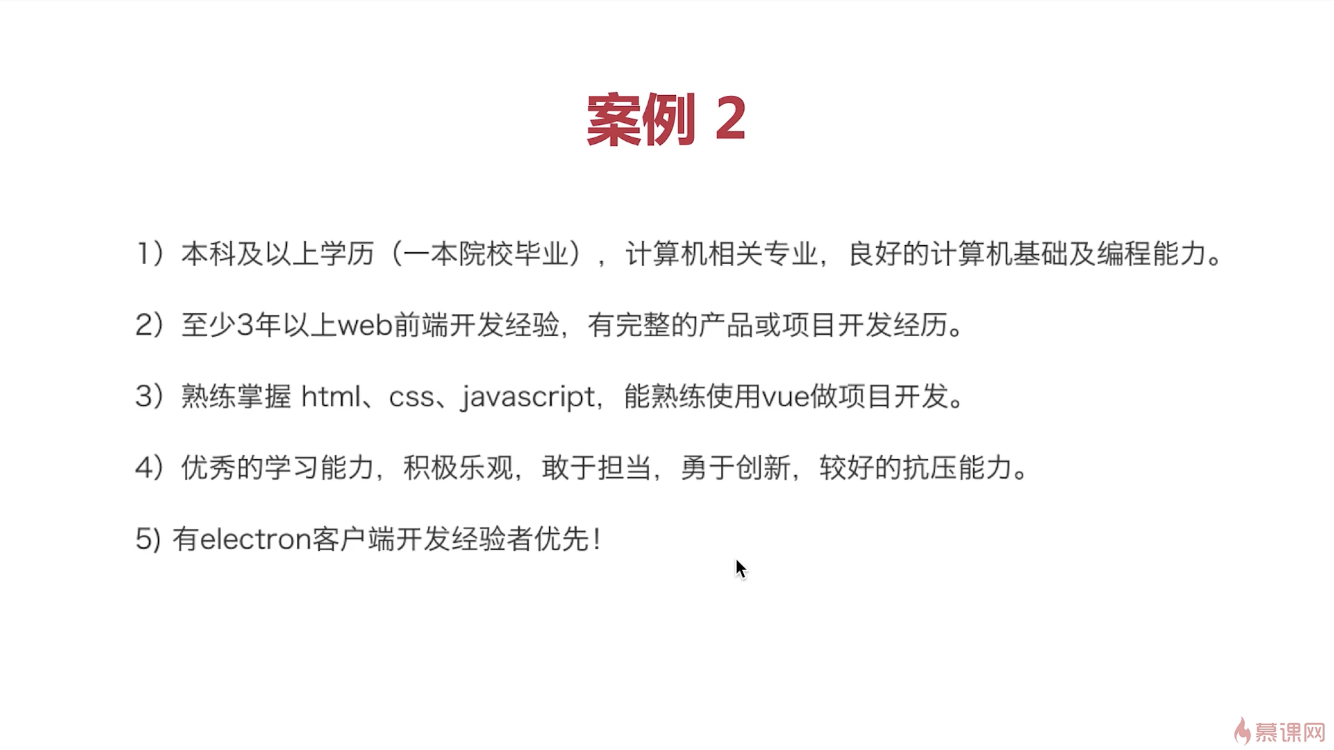 案例 2
1）本科及以上学历（一本院校毕业），计算机相关专业，良好的计算机基础及编程能力。
2）至少3年以上web前端开发经验，有完整的产品或项目开发经历。
3）熟练掌握 html、css、javascript，能熟练使用vue做项目开发。
4）优秀的学习能力，积极乐观，敢于担当，勇于创新，较好的抗压能力。
5) 有electron客户端开发经验者优先！
慕课网